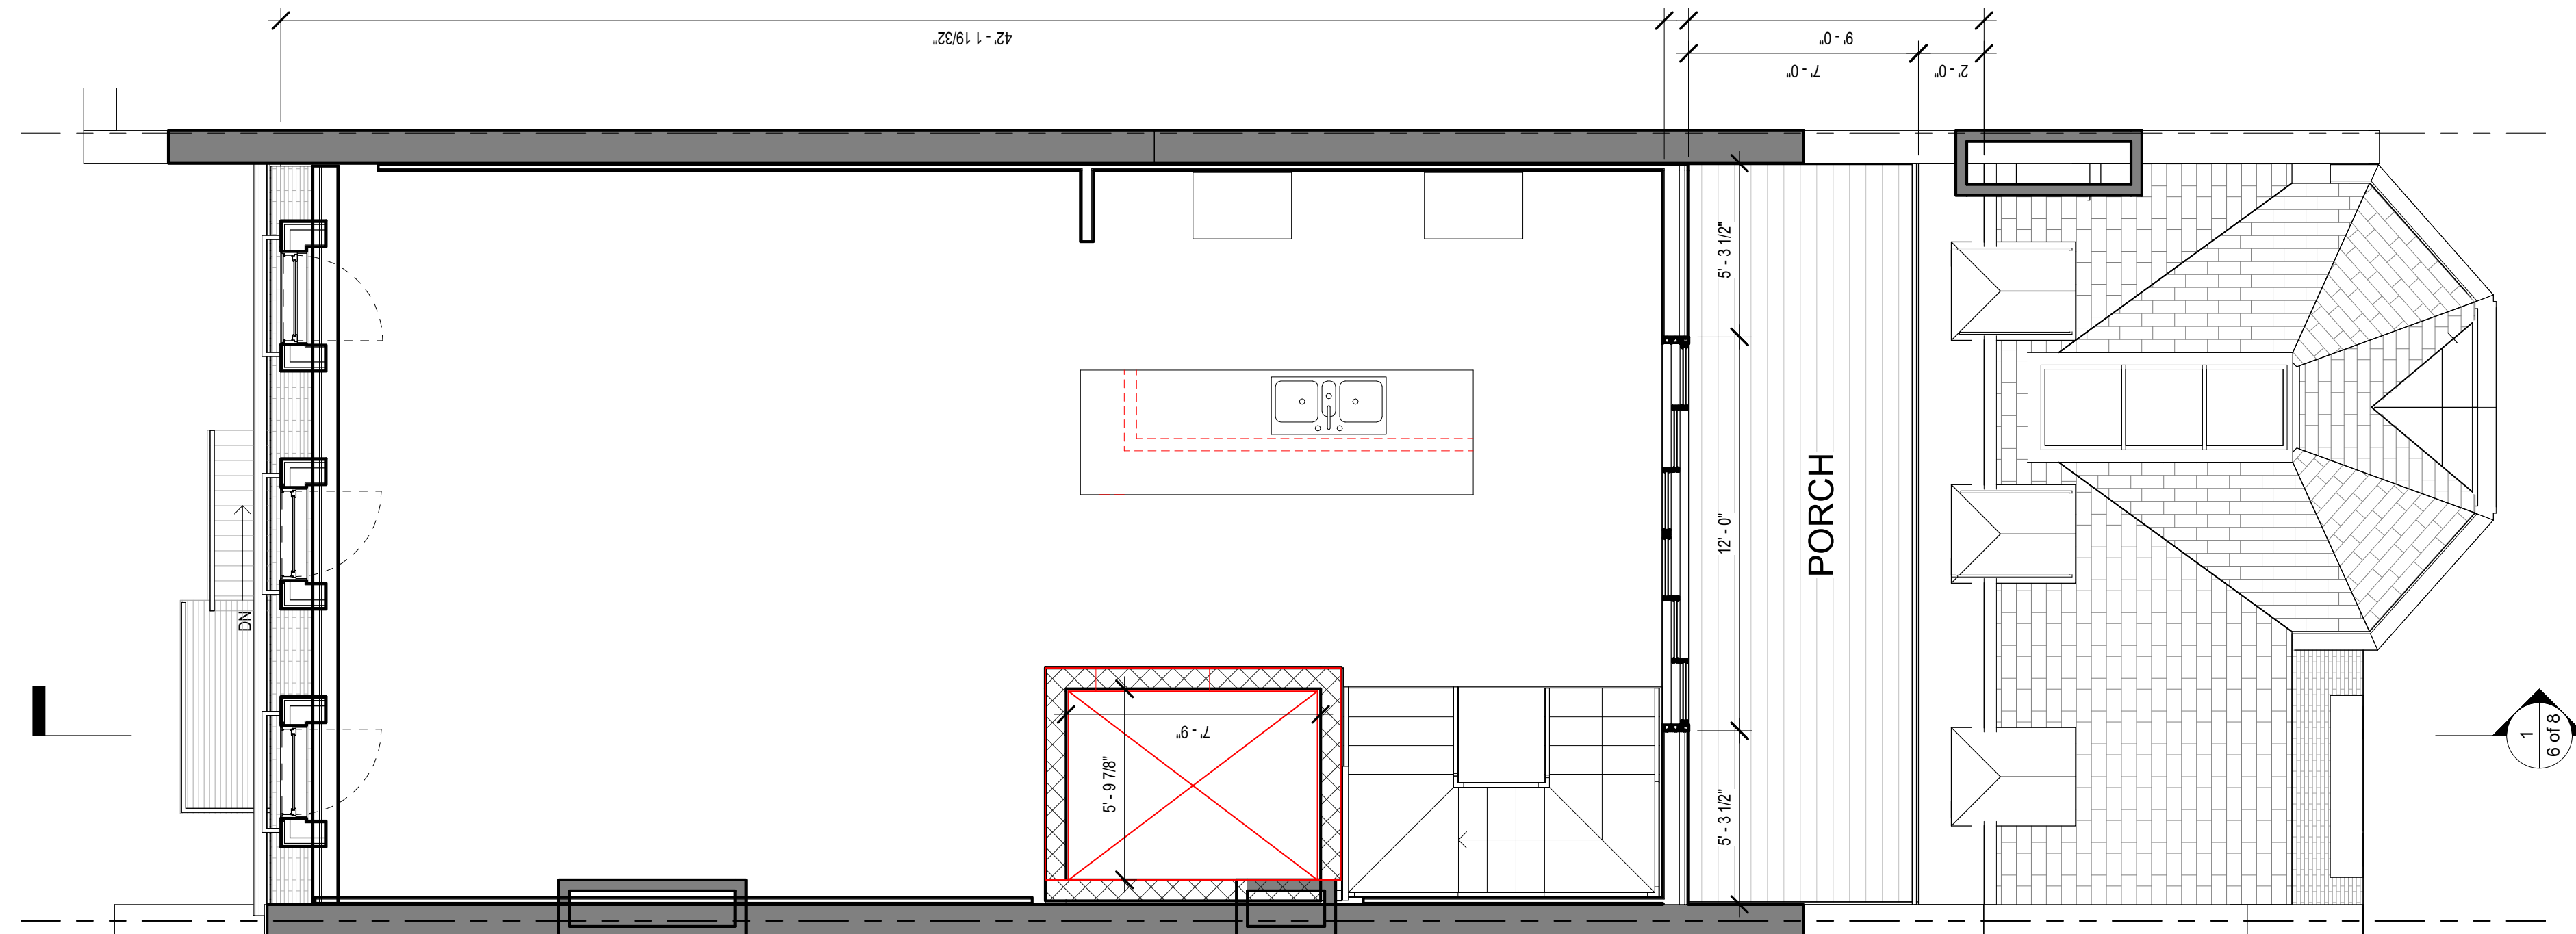 42' - 1 19/32"
9' - 0"
7' - 0"
2' - 0"
5' - 3 1/2"
12' - 0"
PORCH
DN
7' - 9"
5' - 9 7/8"
5' - 3 1/2"
1
6 of 8